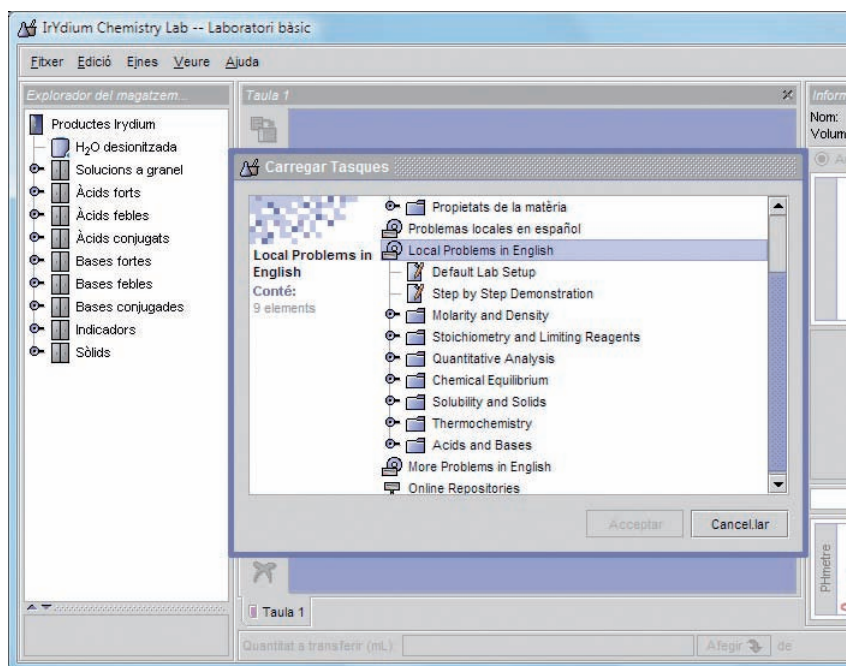 IrYdium Chemistry Lab -- Laboratori bàsic
Fitxer Edició Ejnes Veure Ajuda
Explorador del magatzem...
Productes Irydium
H2O desionitzada
Solucions a granel
Àcids forts
Àcids febles
Àcids conjugats
Bases fortes
Bases febles
Bases conjugades
Indicadors
Sòlids
Taula 1
Carregar Tasques
Local Problems in
English
Conté:
9 elements
Propietats de la matèria
Problemas locales en español
Local Problems in English
Default Lab Setup
Step by Step Demonstration
Molarity and Density
Stoichiometry and Limiting Reagents
Quantitative Analysis
Chemical Equilibrium
Solubility and Solids
Thermochemistry
Acids and Bases
More Problems in English
Online Repositories
Acceptar Cancel.lar
Taula 1
Quantitat a transferir (mL): Afegir de
Inform
Nom:
Volum
PHmetre